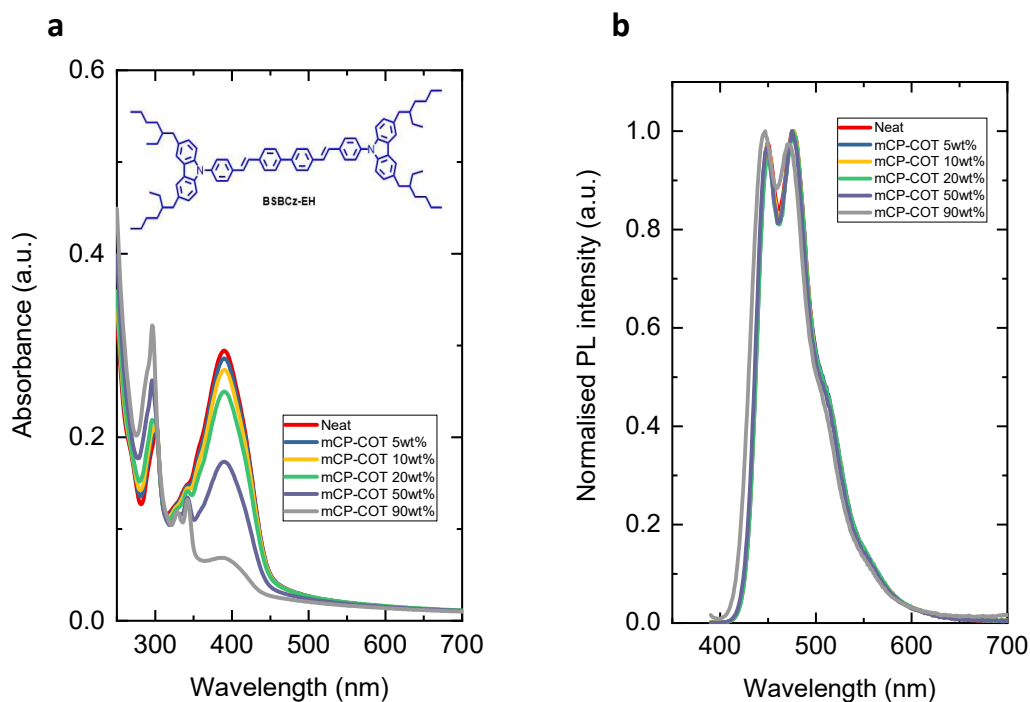 a
0.6
0.4
0.2
0.0
Absorbance (a.u.)
N
N
BSBCz-EH
Neat
mCP-COT 5wt%
mCP-COT 10wt%
mCP-COT 20wt%
mCP-COT 50wt%
mCP-COT 90wt%
300 400 500 600 700
Wavelength (nm)
b
1.0
0.8
0.6
0.4
0.2
0.0
Normalised PL intensity (a.u.)
Neat
mCP-COT 5wt%
mCP-COT 10wt%
mCP-COT 20wt%
mCP-COT 50wt%
mCP-COT 90wt%
400 500 600 700
Wavelength (nm)